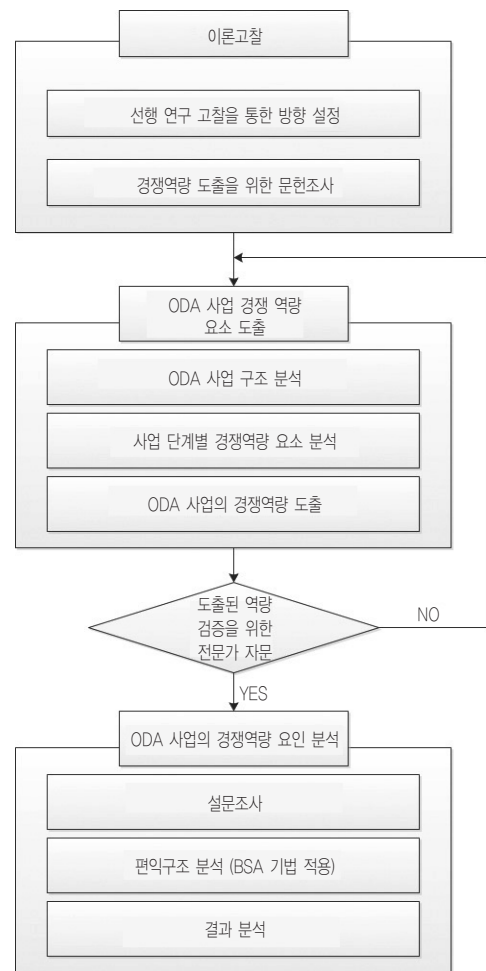 이론고찰
선행 연구 고찰을 통한 방향 설정
경쟁역량 도출을 위한 문헌조사
ODA 사업 경쟁 역량
요소 도출
ODA 사업 구조 분석
사업 단계별 경쟁역량 요소 분석
ODA 사업의 경쟁역량 도출
도출된 역량
검증을 위한
전문가 자문
NO
YES
ODA 사업의 경쟁역량 요인 분석
설문조사
편익구조 분석 (BSA 기법 적용)
결과 분석